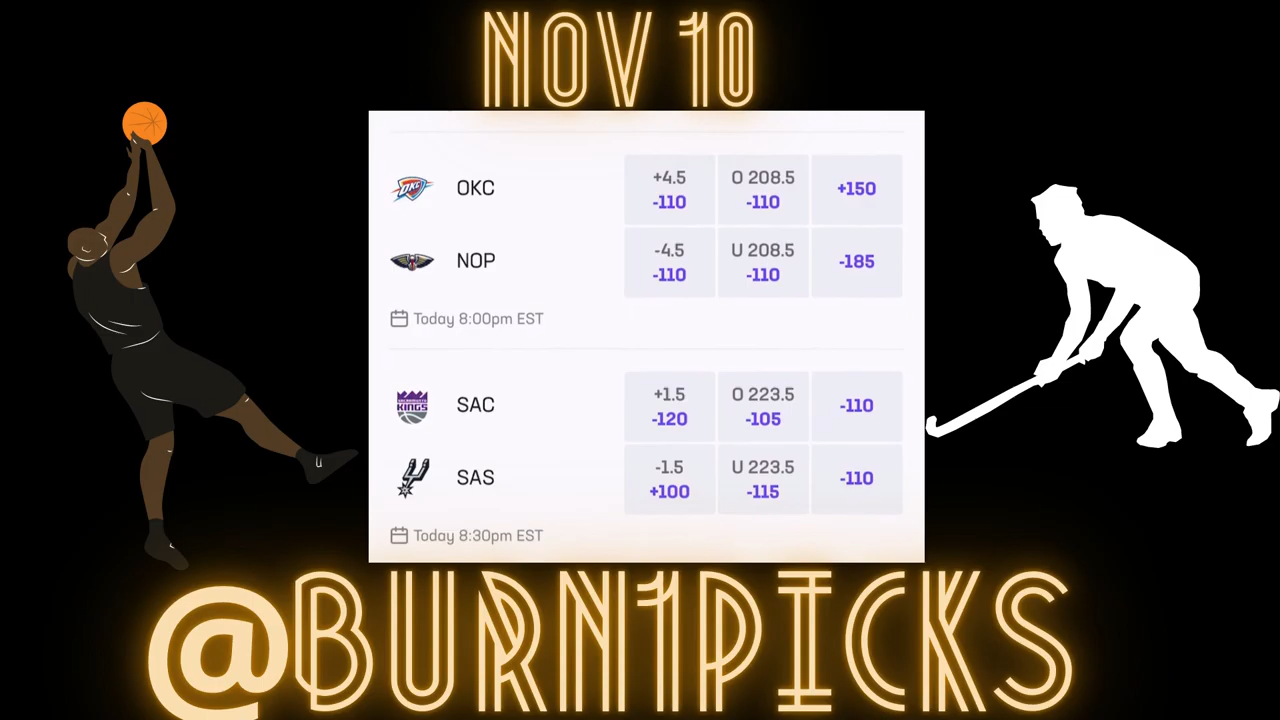 NOV 10
OKC +4.5 O 208.5 +150
-110 -110
NOP -4.5 U 208.5 -185
-110 -110
Today 8:00pm EST
SAC +1.5 O 223.5 -110
-120 -105
SAS -1.5 U 223.5 -110
+100 -115
Today 8:30pm EST
@BURN1PICKS